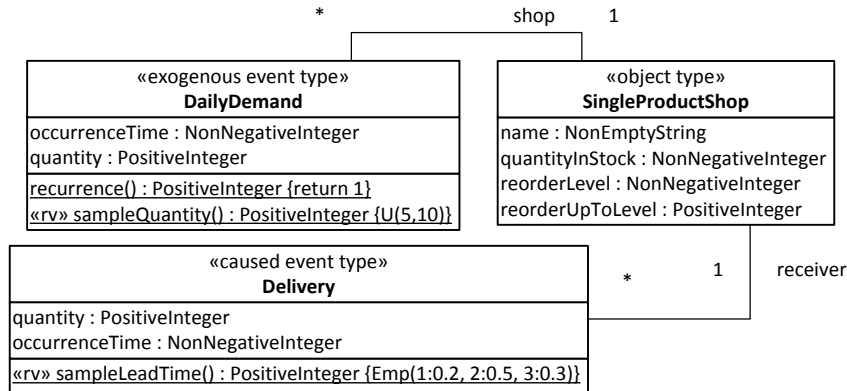 * shop 1
«exogenous event type»
DailyDemand
occurrenceTime : NonNegativeInteger
quantity : PositiveInteger
recurrence() : PositiveInteger {return 1}
«rv» sampleQuantity() : PositiveInteger {U(5,10)}
«object type»
SingleProductShop
name : NonEmptyString
quantityInStock : NonNegativeInteger
reorderLevel : NonNegativeInteger
reorderUpToLevel : PositiveInteger
* 1 receiver
«caused event type»
Delivery
quantity : PositiveInteger
occurrenceTime : NonNegativeInteger
«rv» sampleLeadTime() : PositiveInteger {Emp(1:0.2, 2:0.5, 3:0.3)}